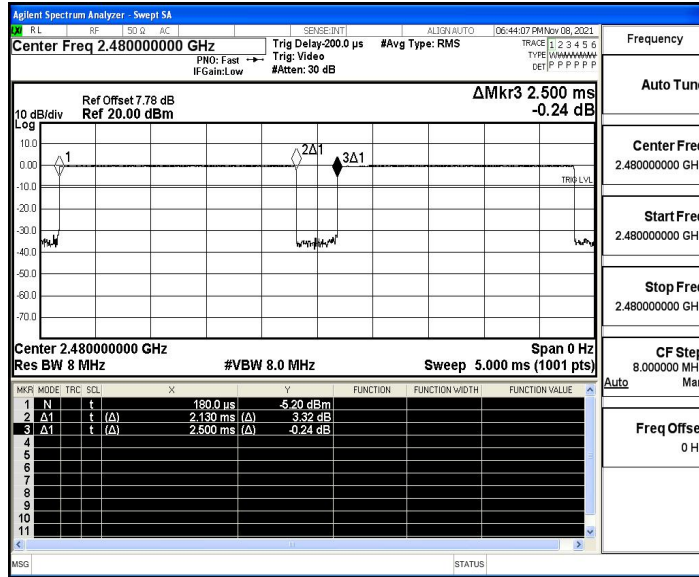 Agilent Spectrum Analyzer - Swept SA
LXI RL RF 50 Ω AC SENSE:INT ALIGN AUTO 06:44:07 PM Nov 08, 2021
Center Freq 2.480000000 GHz
PNO: Fast
IFGain:Low
Trig Delay-200.0 µs
Trig: Video
#Atten: 30 dB
#Avg Type: RMS
TRACE 1 2 3 4 5 6
TYPE WWWWWW
DET P P P P P P
Ref Offset 7.78 dB
10 dB/div Ref 20.00 dBm
Log
ΔMkr3 2.500 ms
-0.24 dB
10.0
0.00
-10.0
-20.0
-30.0
-40.0
-50.0
-60.0
-70.0
1
2Δ1
3Δ1
TRIG LVL
Center 2.480000000 GHz Span 0 Hz
Res BW 8 MHz #VBW 8.0 MHz Sweep 5.000 ms (1001 pts)
MKR MODE TRC SCL X Y FUNCTION FUNCTION WIDTH FUNCTION VALUE
1 N t 180.0 µs -5.20 dBm
2 Δ1 t (Δ) 2.130 ms (Δ) 3.32 dB
3 Δ1 t (Δ) 2.500 ms (Δ) -0.24 dB
4
5
6
7
8
9
10
11
MSG STATUS
Frequency
Auto Tun
Center Fre
2.480000000 GH
Start Fre
2.480000000 GH
Stop Fre
2.480000000 GH
CF Ste
8.000000 MH
Auto Ma
Freq Offse
0 H